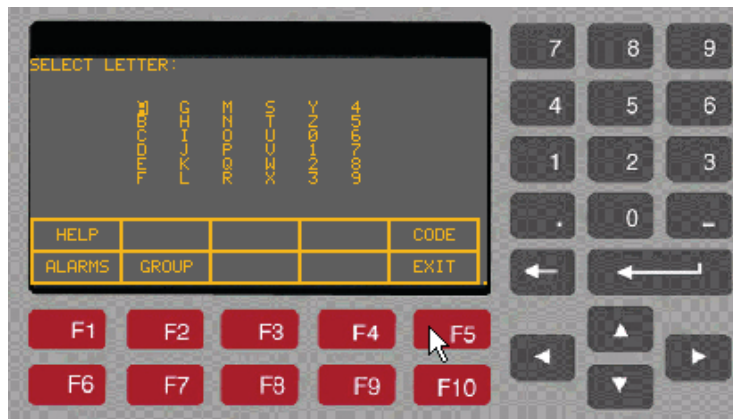 SELECT LETTER:
A G M S Y 4
B H N T Z 5
C I O U 0 6
D J P V 1 7
E K Q W 2 8
F L R X 3 9
HELP CODE
ALARMS GROUP EXIT
F1 F2 F3 F4 F5
F6 F7 F8 F9 F10
7 8 9
4 5 6
1 2 3
. 0 –